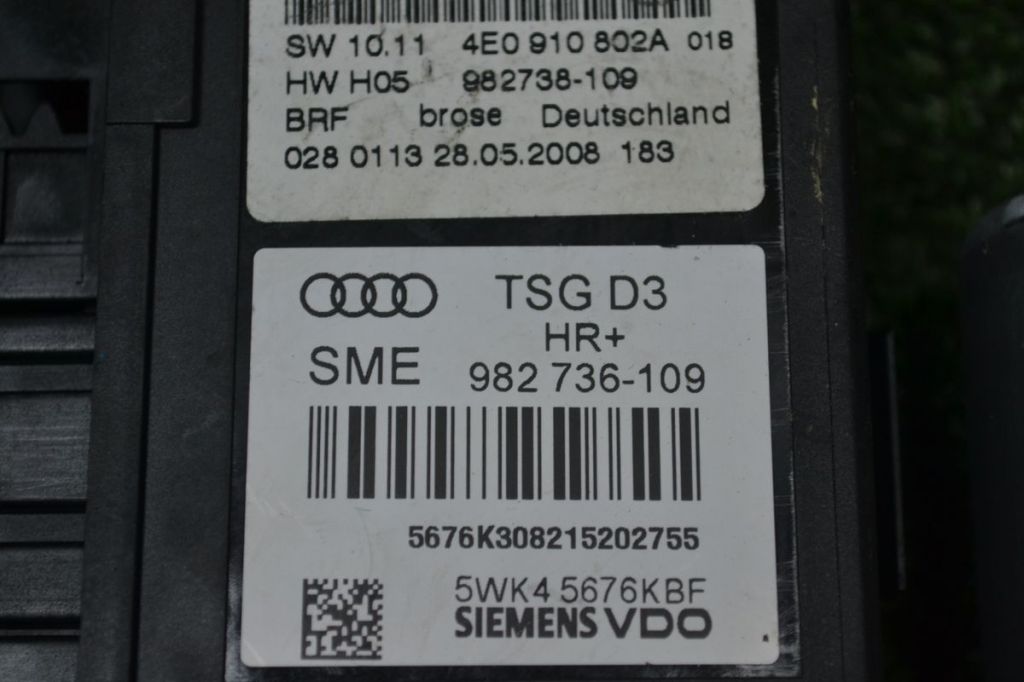 SW 10.11 4E0 910 802A 018
HW H05 982738-109
BRF brose Deutschland
028 0113 28.05.2008 183
TSG D3
HR+
SME 982 736-109
5676K308215202755
5WK4 5676KBF
SIEMENS VDO